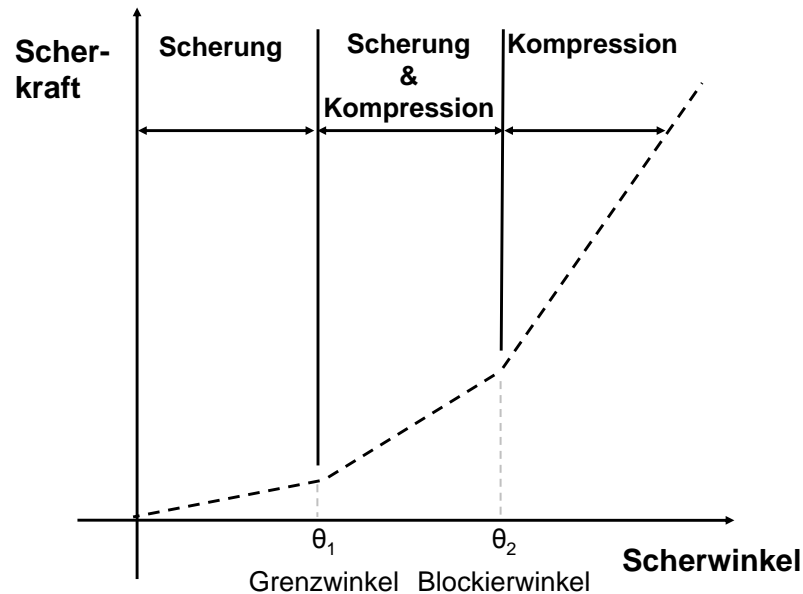 Scher-
kraft
Scherung
Scherung
&
Kompression
Kompression
θ1
θ2
Scherwinkel
Grenzwinkel
Blockierwinkel